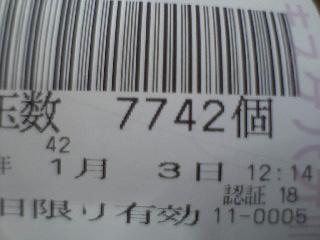 玉数 7742個
42
年 1月 3日 12:14
認証 18
日限り有効 11-0005